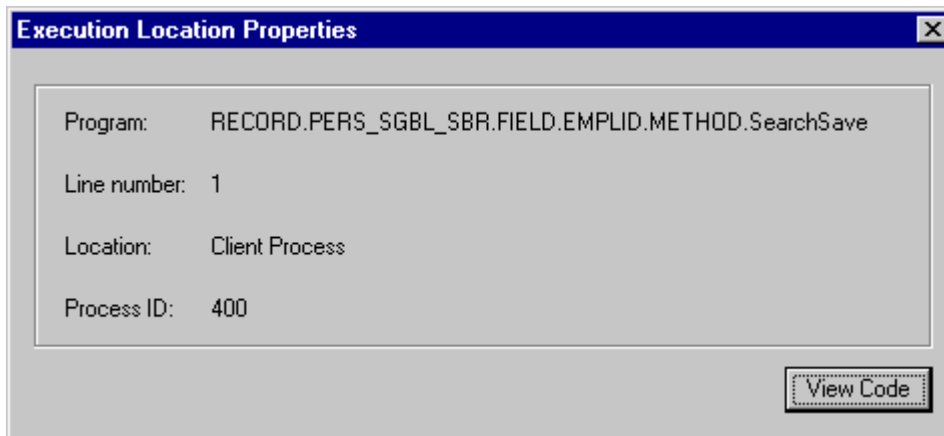 Execution Location Properties
Program: RECORD.PERS_SGBL_SBR.FIELD.EMPLID.METHOD.SearchSave
Line number: 1
Location: Client Process
Process ID: 400
View Code